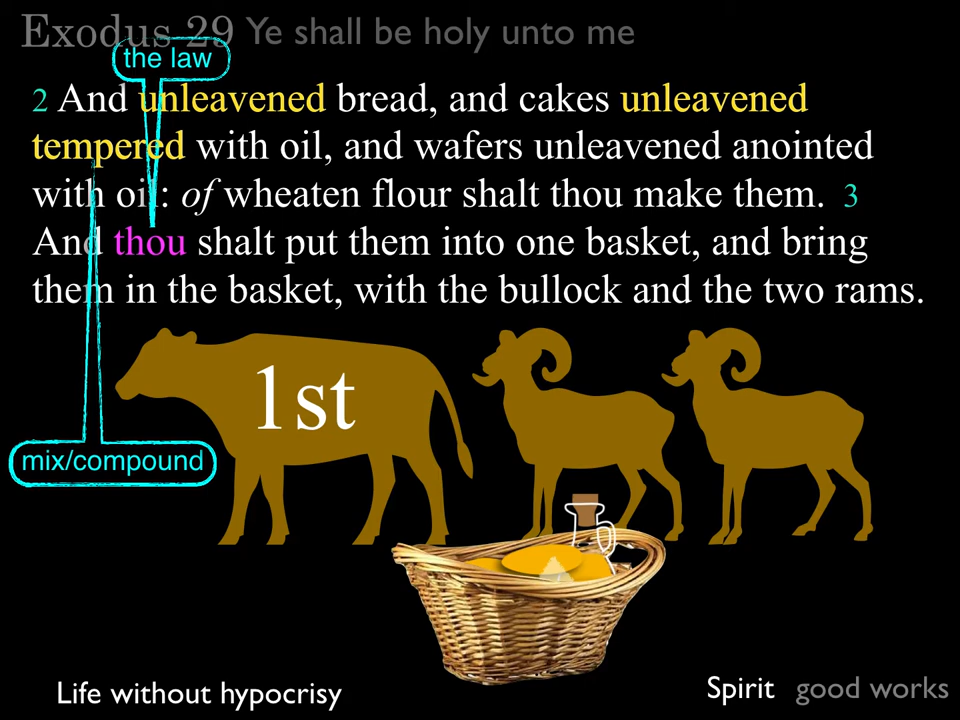 Exodus 29 Ye shall be holy unto me
the law
2 And unleavened bread, and cakes unleavened
tempered with oil, and wafers unleavened anointed
with oil: of wheaten flour shalt thou make them. 3
And thou shalt put them into one basket, and bring
them in the basket, with the bullock and the two rams.
1st
mix/compound
Life without hypocrisy
Spirit good works